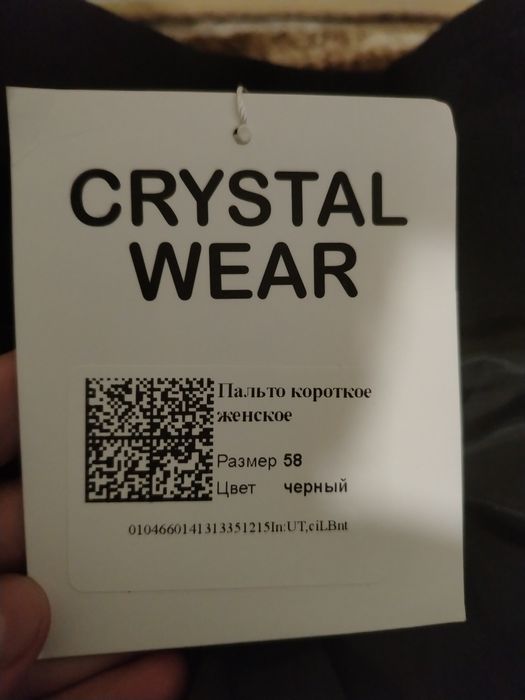 CRYSTAL
WEAR
Пальто короткое
женское
Размер 58
Цвет черный
0104660141313351215In:UT,ciLBnt